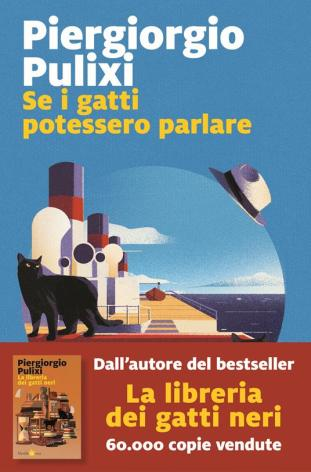 Piergiorgio
Pulixi
Se i gatti
potessero parlare
Dall'autore del bestseller
La libreria
dei gatti neri
60.000 copie vendute
Piergiorgio
Pulixi
La libreria
dei gatti neri